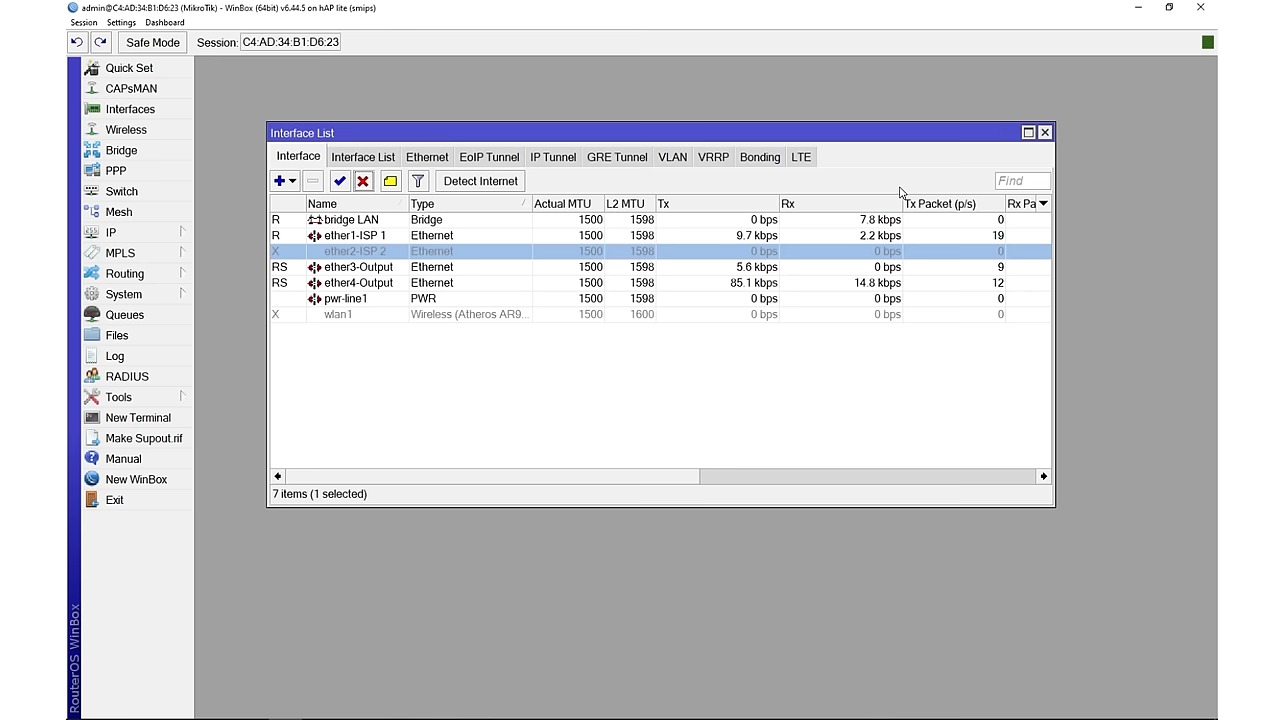 admin@C4:AD:34:B1:D6:23 (MikroTik) - WinBox (64bit) v6.44.5 on hAP lite (smips)
Session Settings Dashboard
Safe Mode Session: C4:AD:34:B1:D6:23
Quick Set
CAPsMAN
Interfaces
Wireless
Bridge
PPP
Switch
Mesh
IP
MPLS
Routing
System
Queues
Files
Log
RADIUS
Tools
New Terminal
Make Supout.rif
Manual
New WinBox
Exit
RouterOS WinBox
Interface List
Interface Interface List Ethernet EoIP Tunnel IP Tunnel GRE Tunnel VLAN VRRP Bonding LTE
Detect Internet Find
Name Type Actual MTU L2 MTU Tx Rx Tx Packet (p/s) Rx Pa
R bridge LAN Bridge 1500 1598 0 bps 7.8 kbps 0
R ether1-ISP 1 Ethernet 1500 1598 9.7 kbps 2.2 kbps 19
X ether2-ISP 2 Ethernet 1500 1598 0 bps 0 bps 0
RS ether3-Output Ethernet 1500 1598 5.6 kbps 0 bps 9
RS ether4-Output Ethernet 1500 1598 85.1 kbps 14.8 kbps 12
pwr-line1 PWR 1500 1598 0 bps 0 bps 0
X wlan1 Wireless (Atheros AR9... 1500 1600 0 bps 0 bps 0
7 items (1 selected)